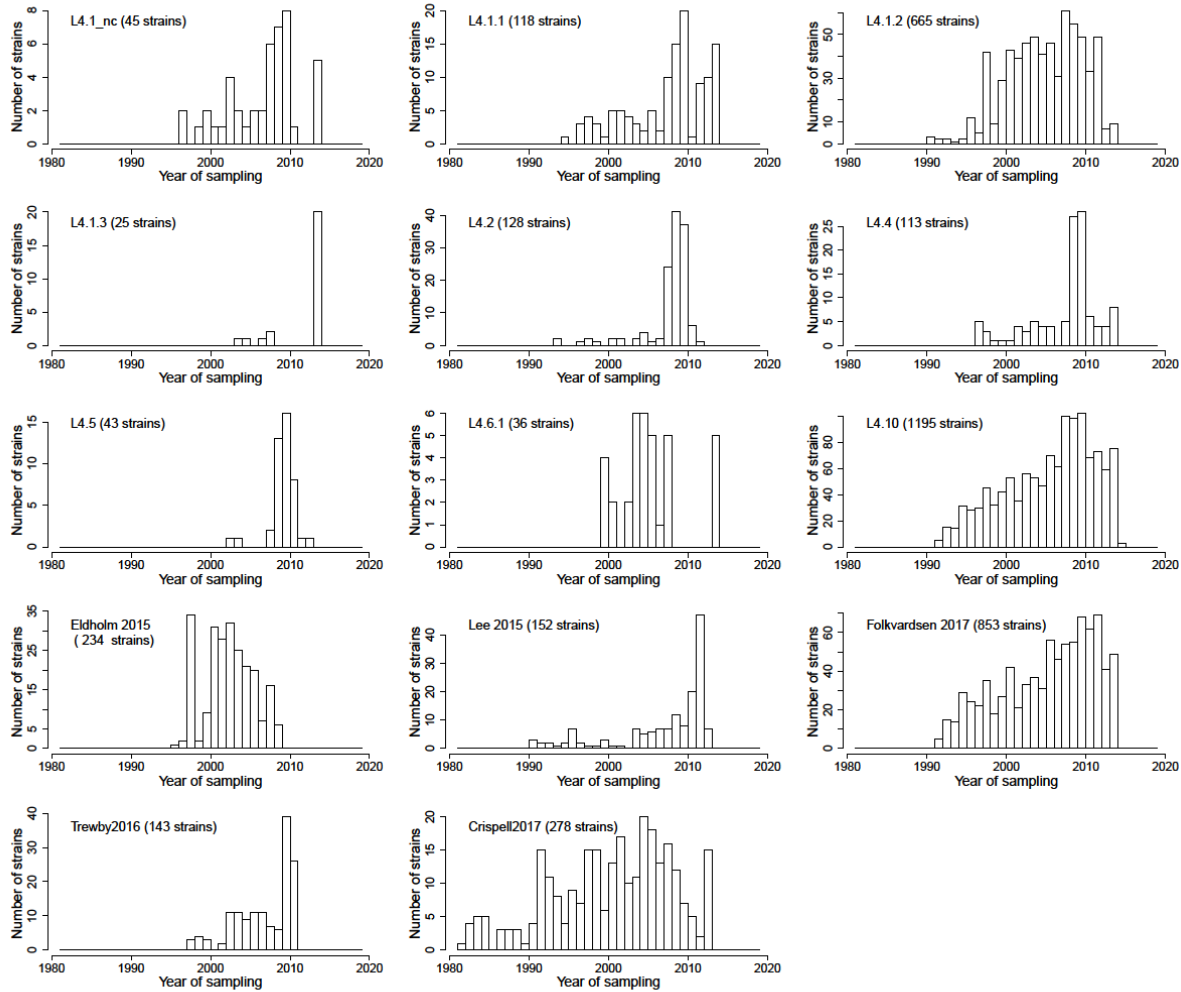 L4.1_nc (45 strains)
Number of strains
0 2 4 6 8
1980 1990 2000 2010 2020
Year of sampling
L4.1.1 (118 strains)
Number of strains
0 5 10 15 20
1980 1990 2000 2010 2020
Year of sampling
L4.1.2 (665 strains)
Number of strains
0 10 30 50
1980 1990 2000 2010 2020
Year of sampling
L4.1.3 (25 strains)
Number of strains
0 5 10 15 20
1980 1990 2000 2010 2020
Year of sampling
L4.2 (128 strains)
Number of strains
0 10 20 30 40
1980 1990 2000 2010 2020
Year of sampling
L4.4 (113 strains)
Number of strains
0 5 10 15 20 25
1980 1990 2000 2010 2020
Year of sampling
L4.5 (43 strains)
Number of strains
0 5 10 15
1980 1990 2000 2010 2020
Year of sampling
L4.6.1 (36 strains)
Number of strains
0 1 2 3 4 5 6
1980 1990 2000 2010 2020
Year of sampling
L4.10 (1195 strains)
Number of strains
0 20 40 60 80
1980 1990 2000 2010 2020
Year of sampling
Eldholm 2015
( 234 strains)
Number of strains
0 5 15 25 35
1980 1990 2000 2010 2020
Year of sampling
Lee 2015 (152 strains)
Number of strains
0 10 20 30 40
1980 1990 2000 2010 2020
Year of sampling
Folkvardsen 2017 (853 strains)
Number of strains
0 20 40 60
1980 1990 2000 2010 2020
Year of sampling
Trewby2016 (143 strains)
Number of strains
0 10 20 30 40
1980 1990 2000 2010 2020
Year of sampling
Crispell2017 (278 strains)
Number of strains
0 5 10 15 20
1980 1990 2000 2010 2020
Year of sampling